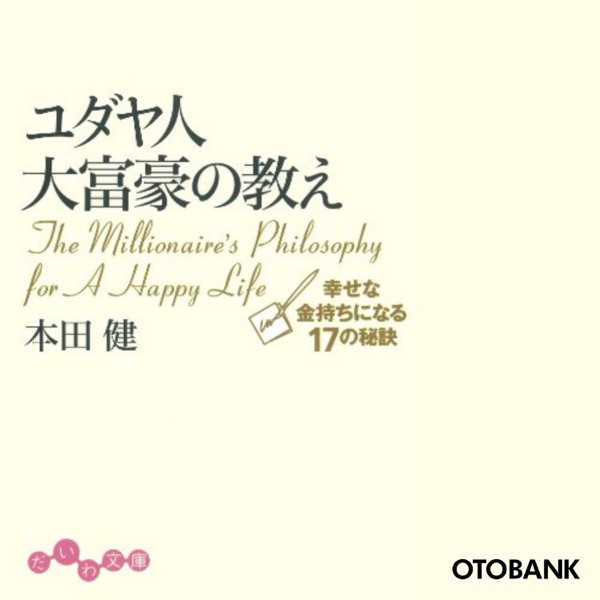 ユダヤ人
大富豪の教え
The Millionaire's Philosophy
for A Happy Life
幸せな
金持ちになる
17の秘訣
本田 健
だいわ文庫
OTOBANK